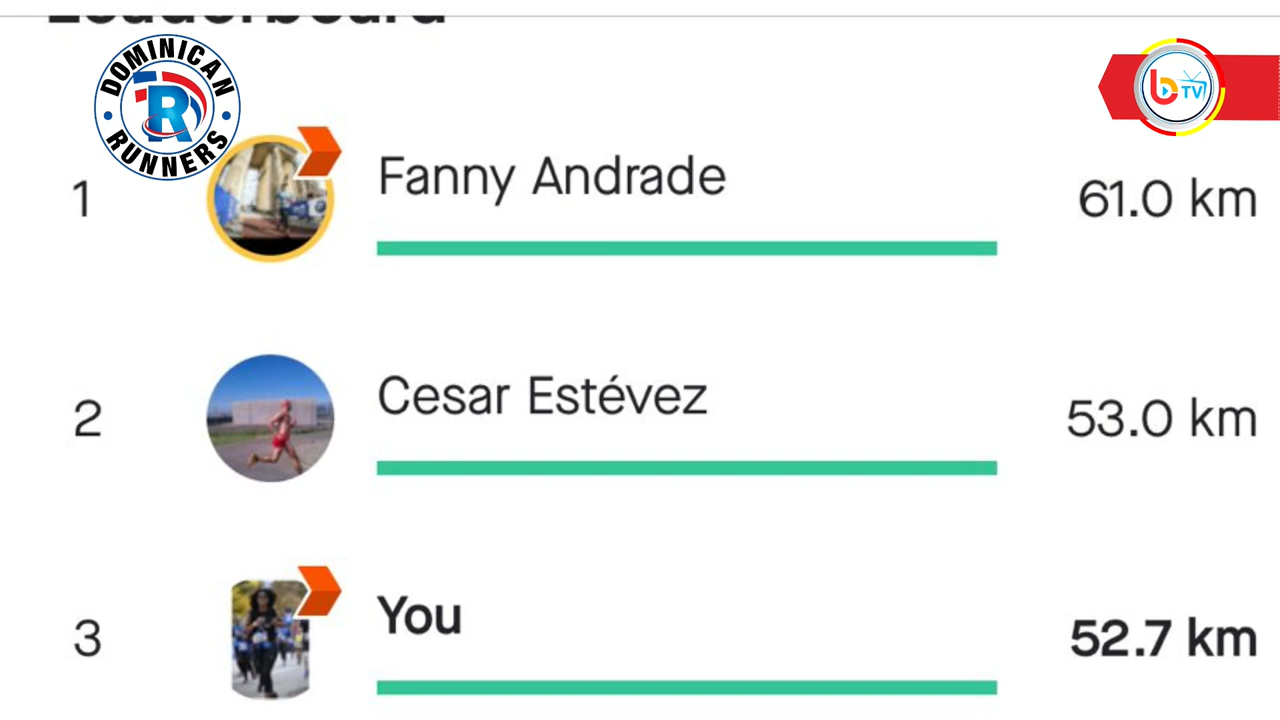 Leaderboard
DOMINICAN
R
RUNNERS
b TV
1
Fanny Andrade
61.0 km
2
Cesar Estévez
53.0 km
3
You
52.7 km